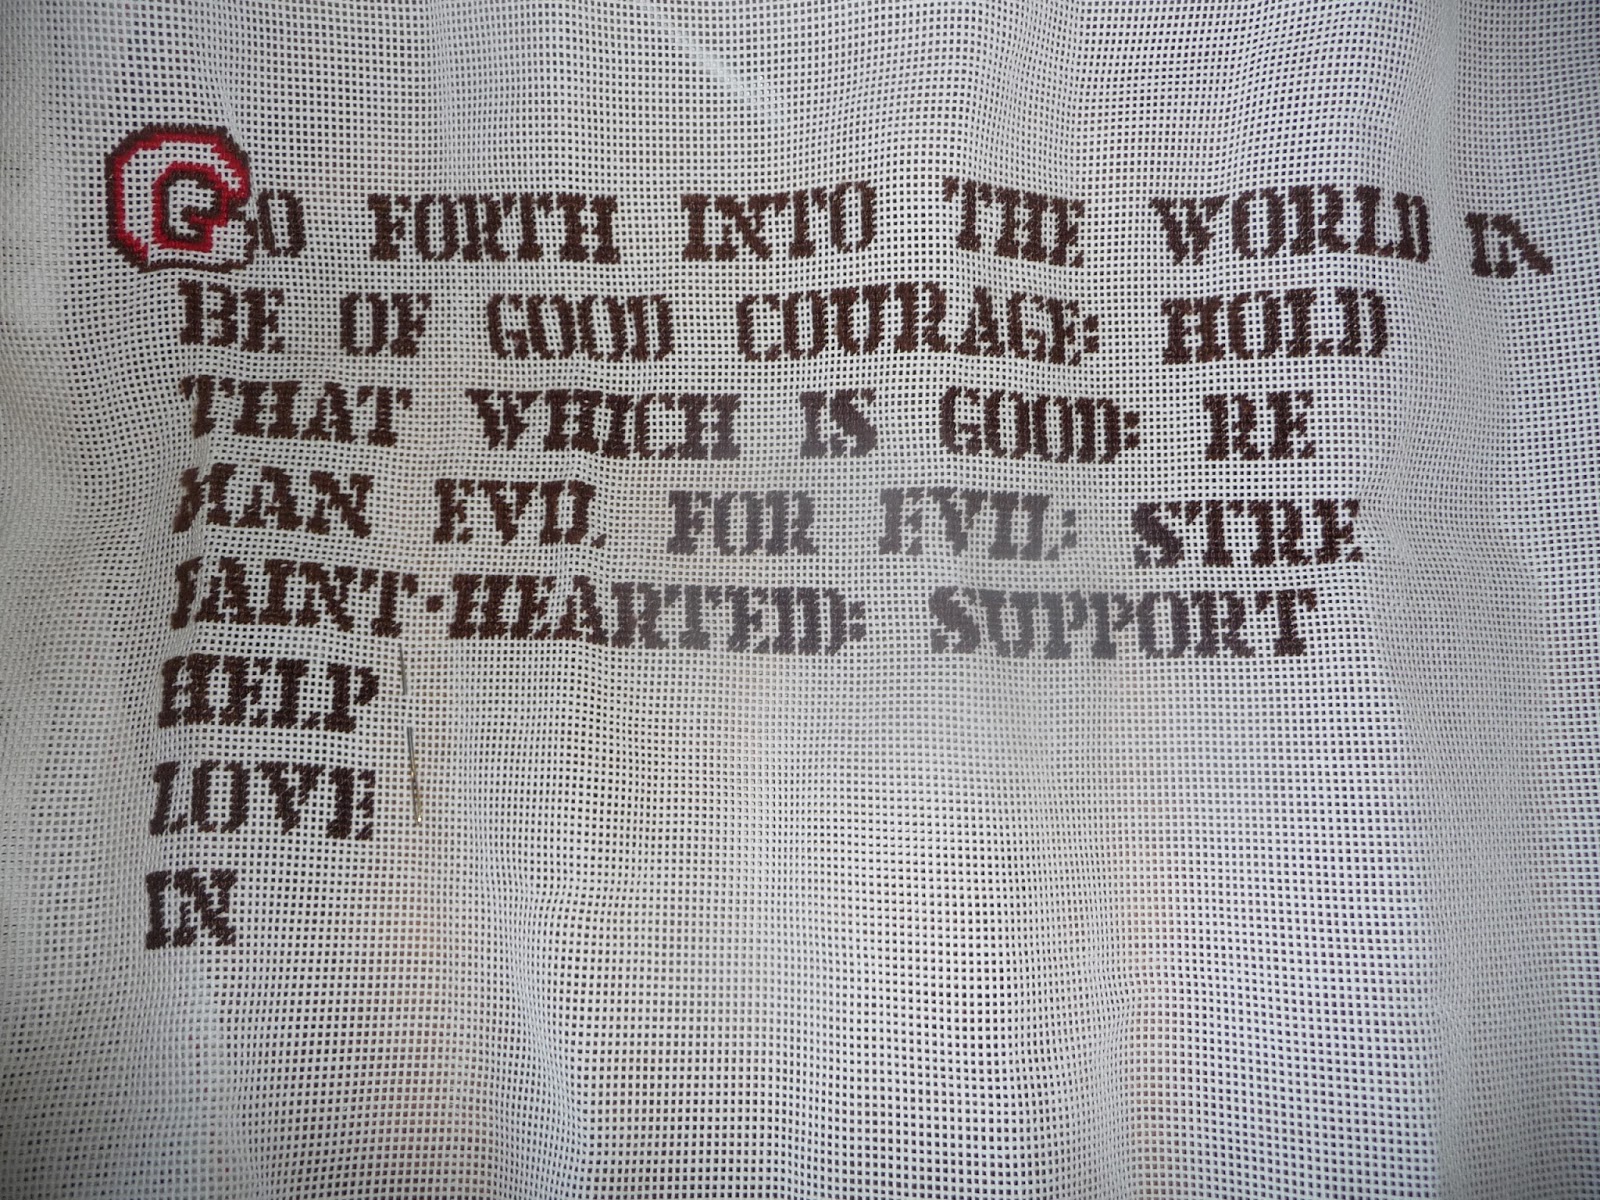 GO FORTH INTO THE WORLD IN
BE OF GOOD COURAGE: HOLD
THAT WHICH IS GOOD: RE
MAN EVIL FOR EVIL: STRE
FAINT-HEARTED: SUPPORT
HELP
LOVE
IN